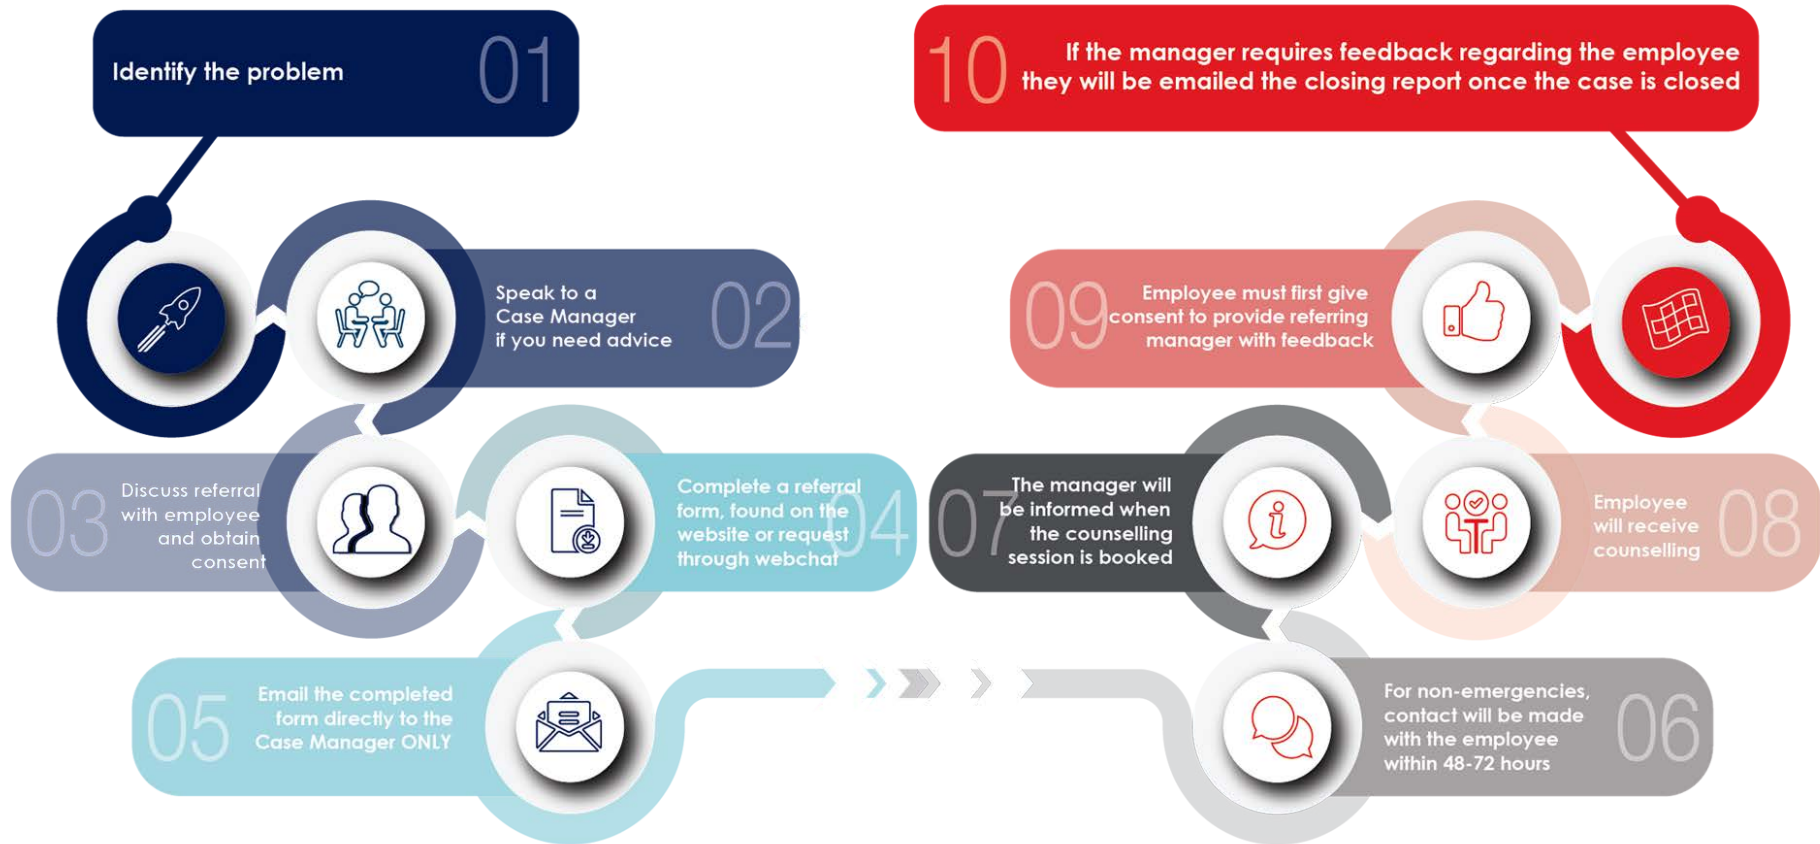 01
Identify the problem
02
Speak to a
Case Manager
if you need advice
03
Discuss referral
with employee
and obtain
consent
04
Complete a referral
form, found on the
website or request
through webchat
05
Email the completed
form directly to the
Case Manager ONLY
06
For non-emergencies,
contact will be made
with the employee
within 48-72 hours
07
The manager will
be informed when
the counselling
session is booked
08
Employee
will receive
counselling
09
Employee must first give
consent to provide referring
manager with feedback
10
If the manager requires feedback regarding the employee
they will be emailed the closing report once the case is closed